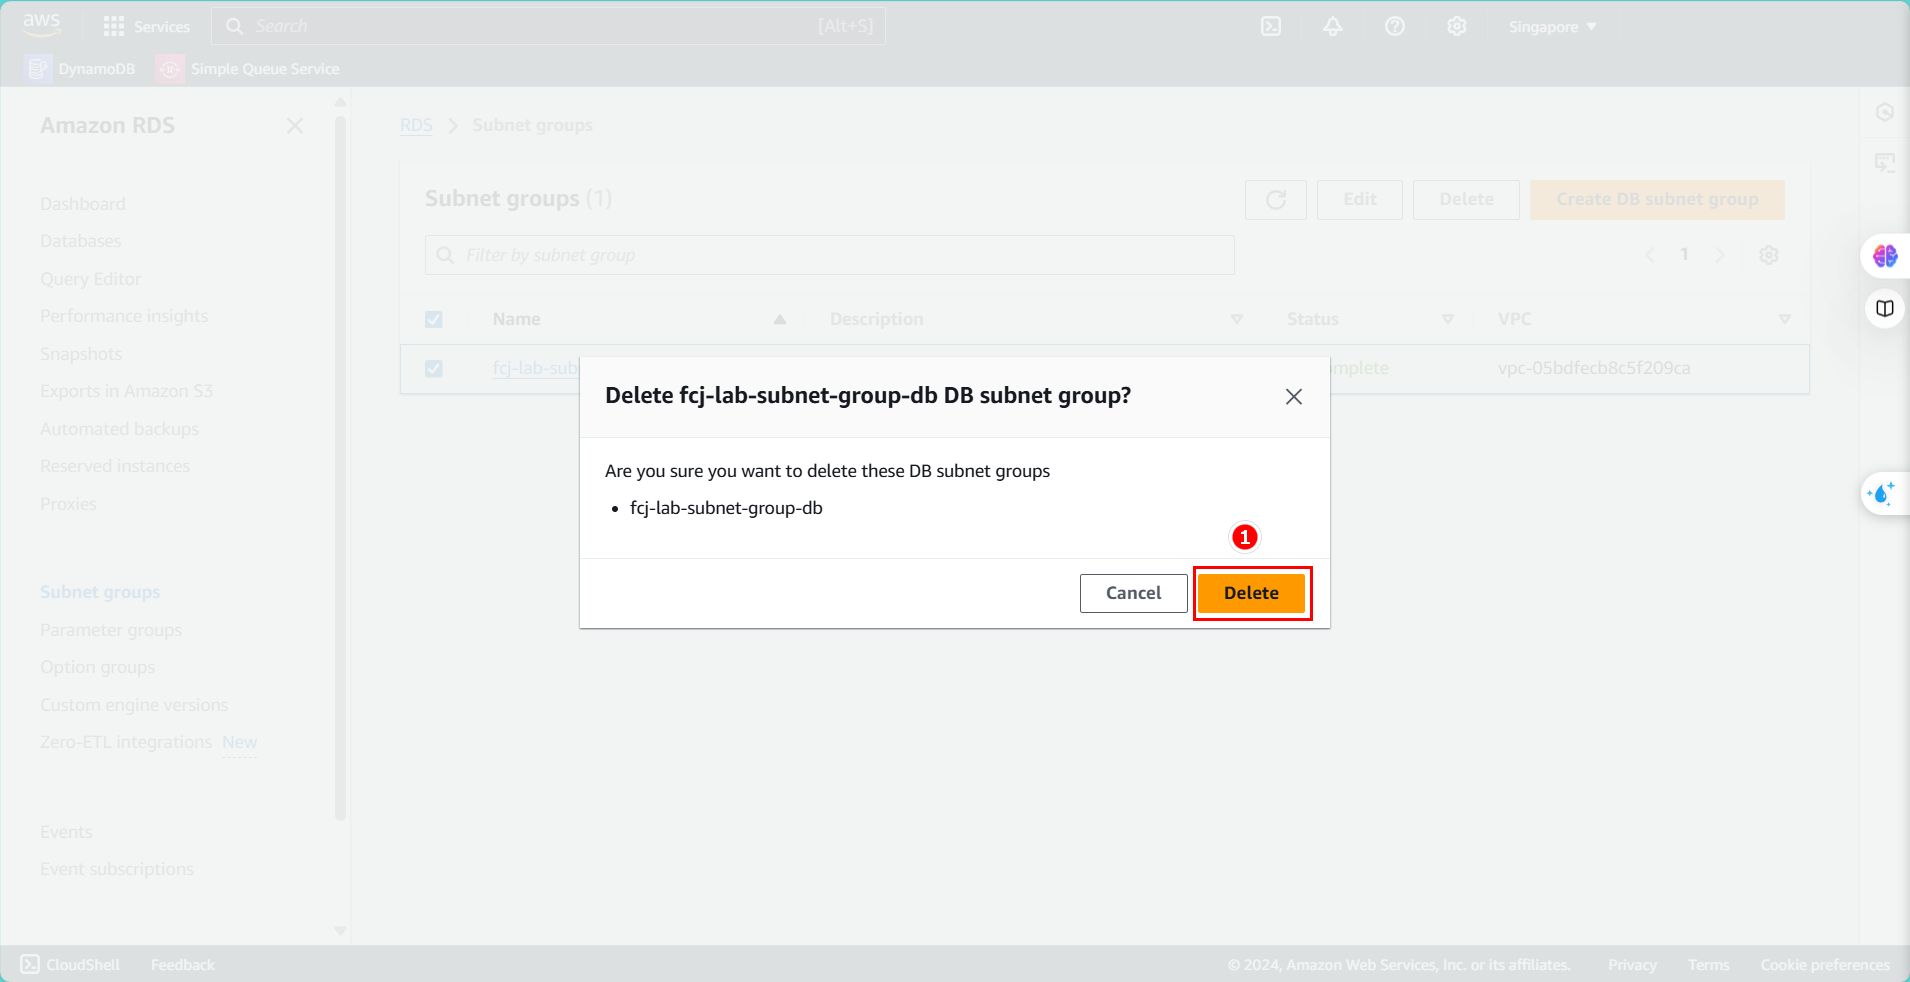 aws
Services
Search
[Alt+S]
Singapore
DynamoDB
Simple Queue Service
Amazon RDS
Dashboard
Databases
Query Editor
Performance insights
Snapshots
Exports in Amazon S3
Automated backups
Reserved instances
Proxies
Subnet groups
Parameter groups
Option groups
Custom engine versions
Zero-ETL integrations New
Events
Event subscriptions
RDS
Subnet groups
Subnet groups (1)
Edit
Delete
Create DB subnet group
Filter by subnet group
1
Name
Description
Status
VPC
vpc-05bdfecb8c5f209ca
Delete fcj-lab-subnet-group-db DB subnet group?
Are you sure you want to delete these DB subnet groups
• fcj-lab-subnet-group-db
1
Cancel
Delete
CloudShell
Feedback
© 2024, Amazon Web Services, Inc. or its affiliates.
Privacy
Terms
Cookie preferences